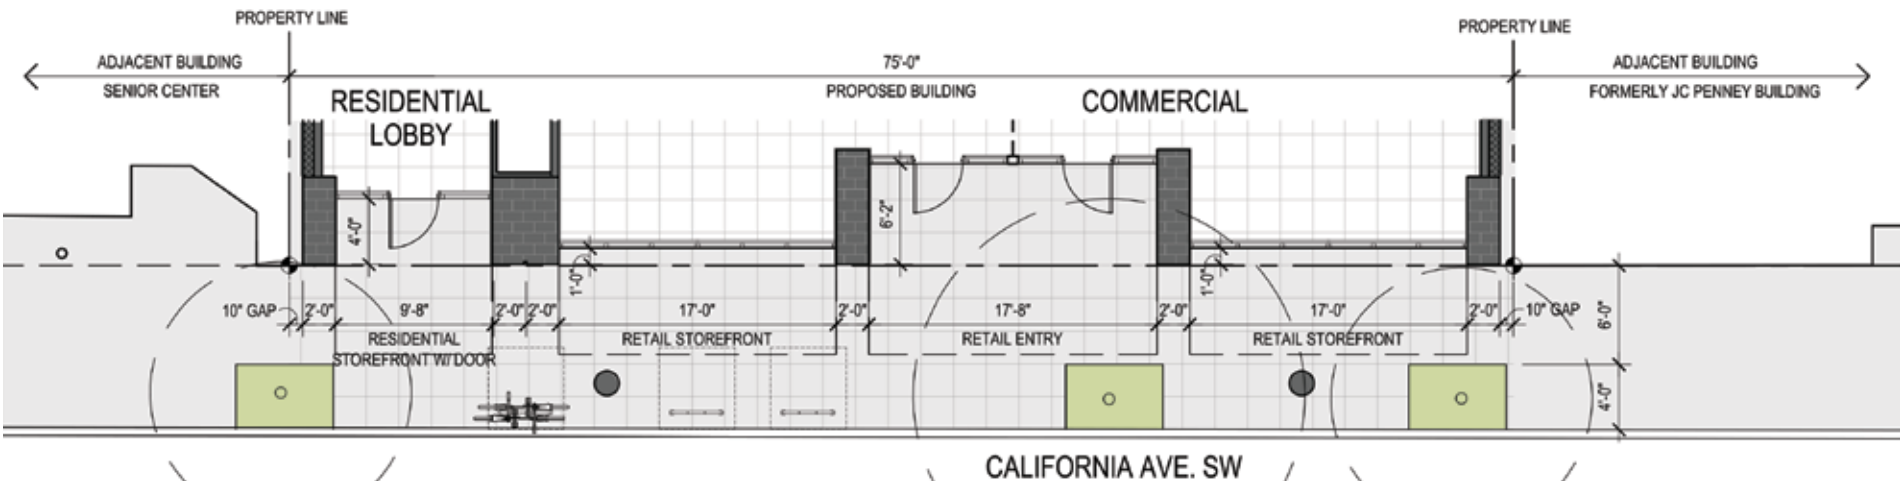 PROPERTY LINE
PROPERTY LINE
ADJACENT BUILDING
SENIOR CENTER
75'-0"
PROPOSED BUILDING
ADJACENT BUILDING
FORMERLY JC PENNEY BUILDING
RESIDENTIAL
LOBBY
COMMERCIAL
4'-0"
6'-2"
1'-0"
1'-0"
10" GAP
2'-0"
9'-8"
2'-0"
2'-0"
17'-0"
2'-0"
17'-8"
2'-0"
17'-0"
2'-0"
10" GAP
6'-0"
RESIDENTIAL
STOREFRONT W/ DOOR
RETAIL STOREFRONT
RETAIL ENTRY
RETAIL STOREFRONT
4'-0"
CALIFORNIA AVE. SW